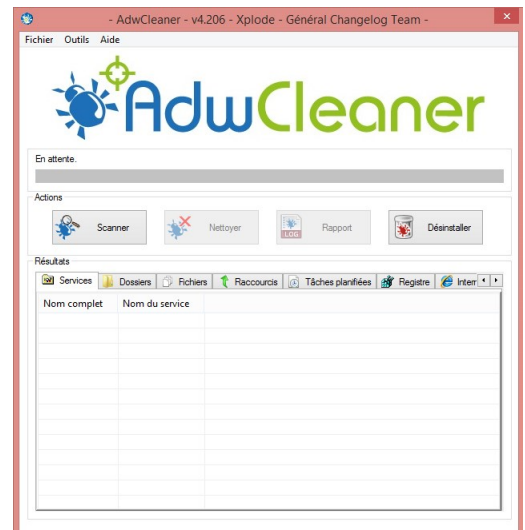 - AdwCleaner - v4.206 - Xplode - Général Changelog Team -
Fichier Outils Aide
AdwCleaner
En attente.
Actions
Scanner Nettoyer LOG Rapport Désinstaller
Résultats
Services Dossiers Fichiers Raccourcis Tâches planifiées Registre Interr
Nom complet Nom du service